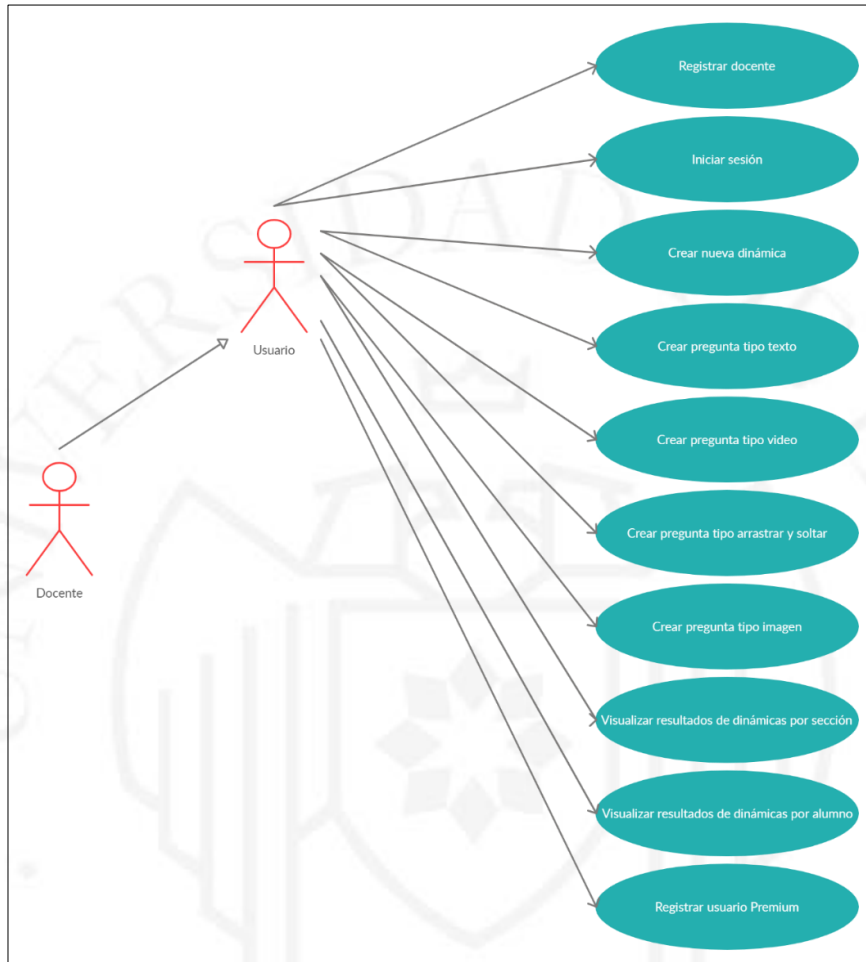 Registrar docente
Iniciar sesión
Crear nueva dinámica
Crear pregunta tipo texto
Usuario
Crear pregunta tipo video
Crear pregunta tipo arrastrar y soltar
Docente
Crear pregunta tipo imagen
Visualizar resultados de dinámicas por sección
Visualizar resultados de dinámicas por alumno
Registrar usuario Premium